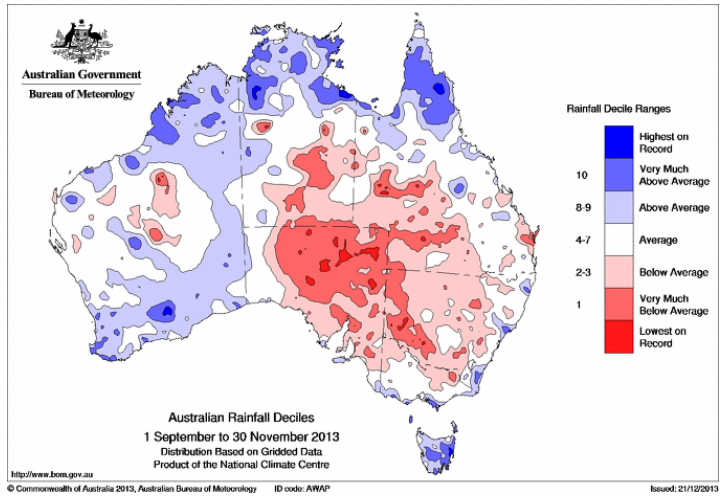 Australian Government
Bureau of Meteorology
Rainfall Decile Ranges
Highest on
Record
10
Very Much
Above Average
8-9
Above Average
4-7
Average
2-3
Below Average
1
Very Much
Below Average
Lowest on
Record
Australian Rainfall Deciles
1 September to 30 November 2013
Distribution Based on Gridded Data
Product of the National Climate Centre
http://www.bom.gov.au
© Commonwealth of Australia 2013, Australian Bureau of Meteorology
ID code: AWAP
Issued: 21/12/2013